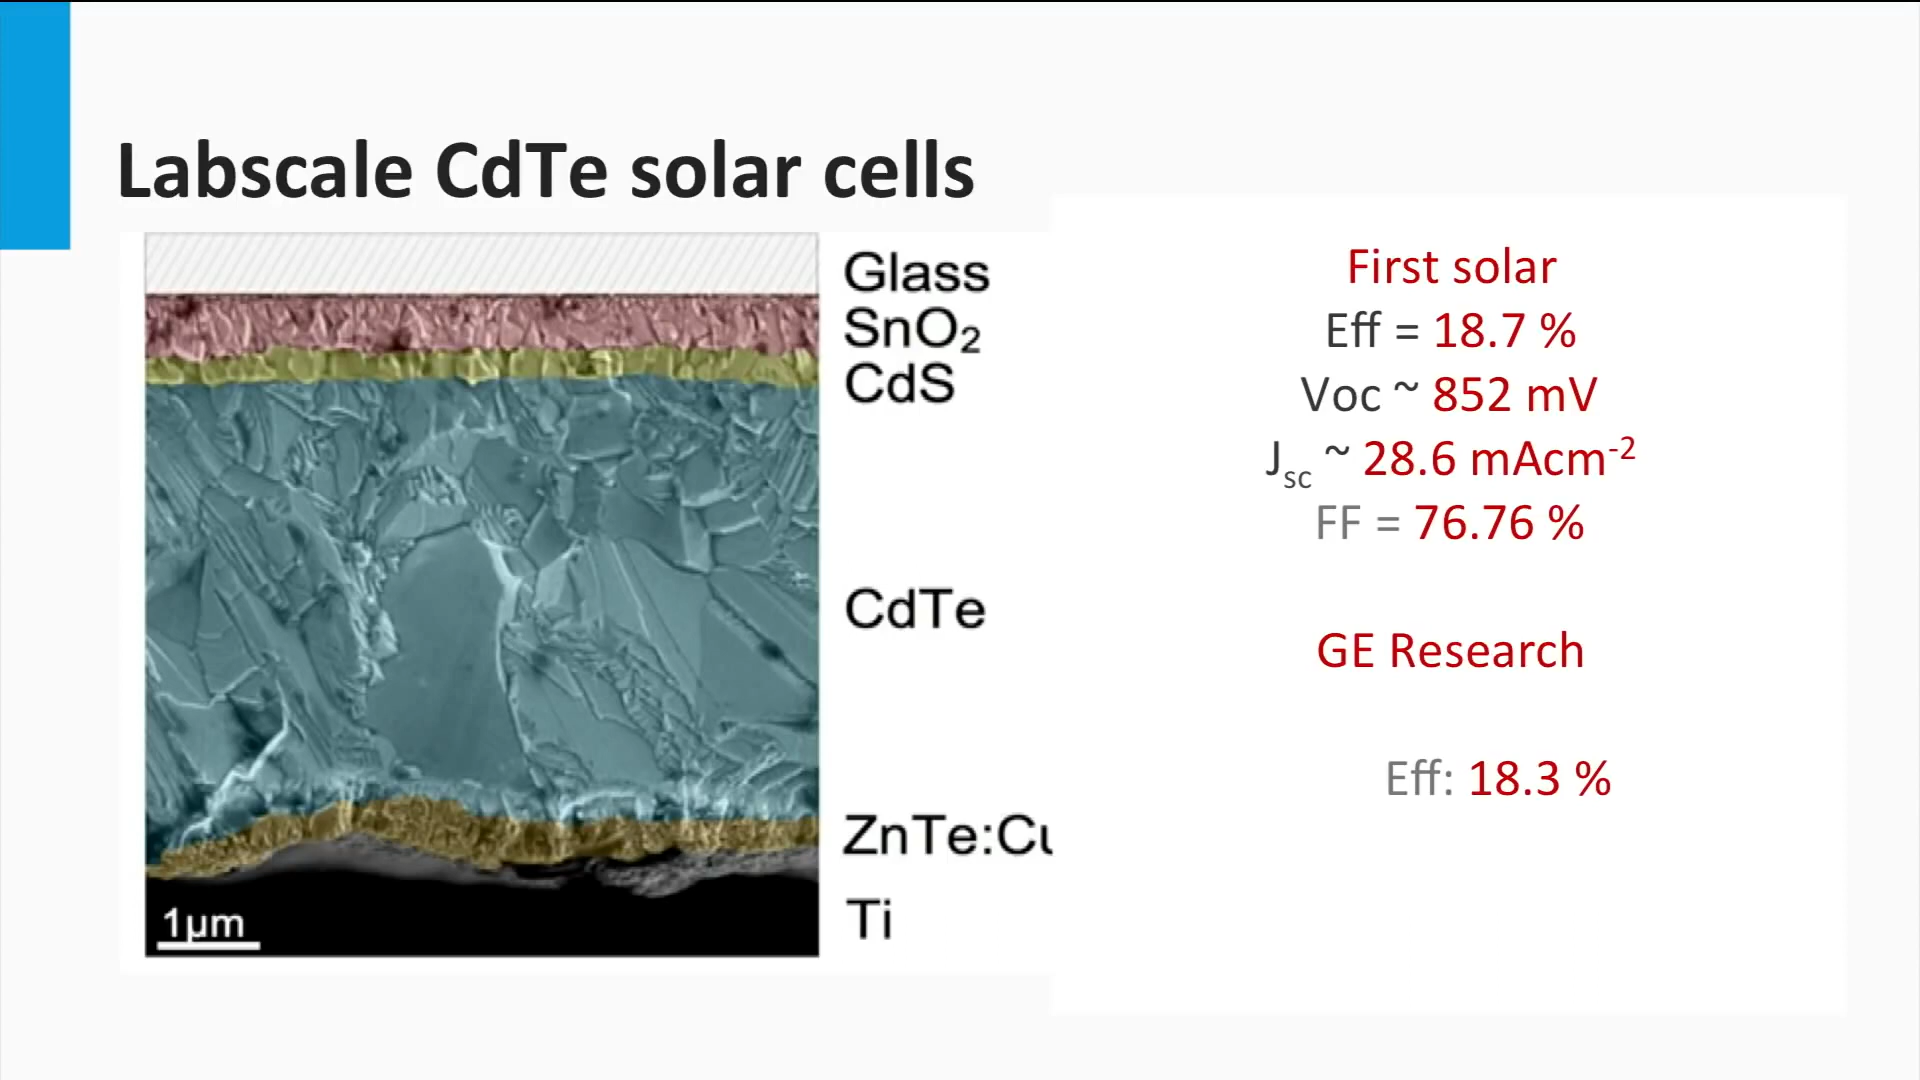 Labscale CdTe solar cells
Glass
SnO₂
CdS
CdTe
ZnTe:Cu
Ti
1µm
First solar
Eff = 18.7 %
Voc ~ 852 mV
Jsc ~ 28.6 mAcm⁻²
FF = 76.76 %
GE Research
Eff: 18.3 %